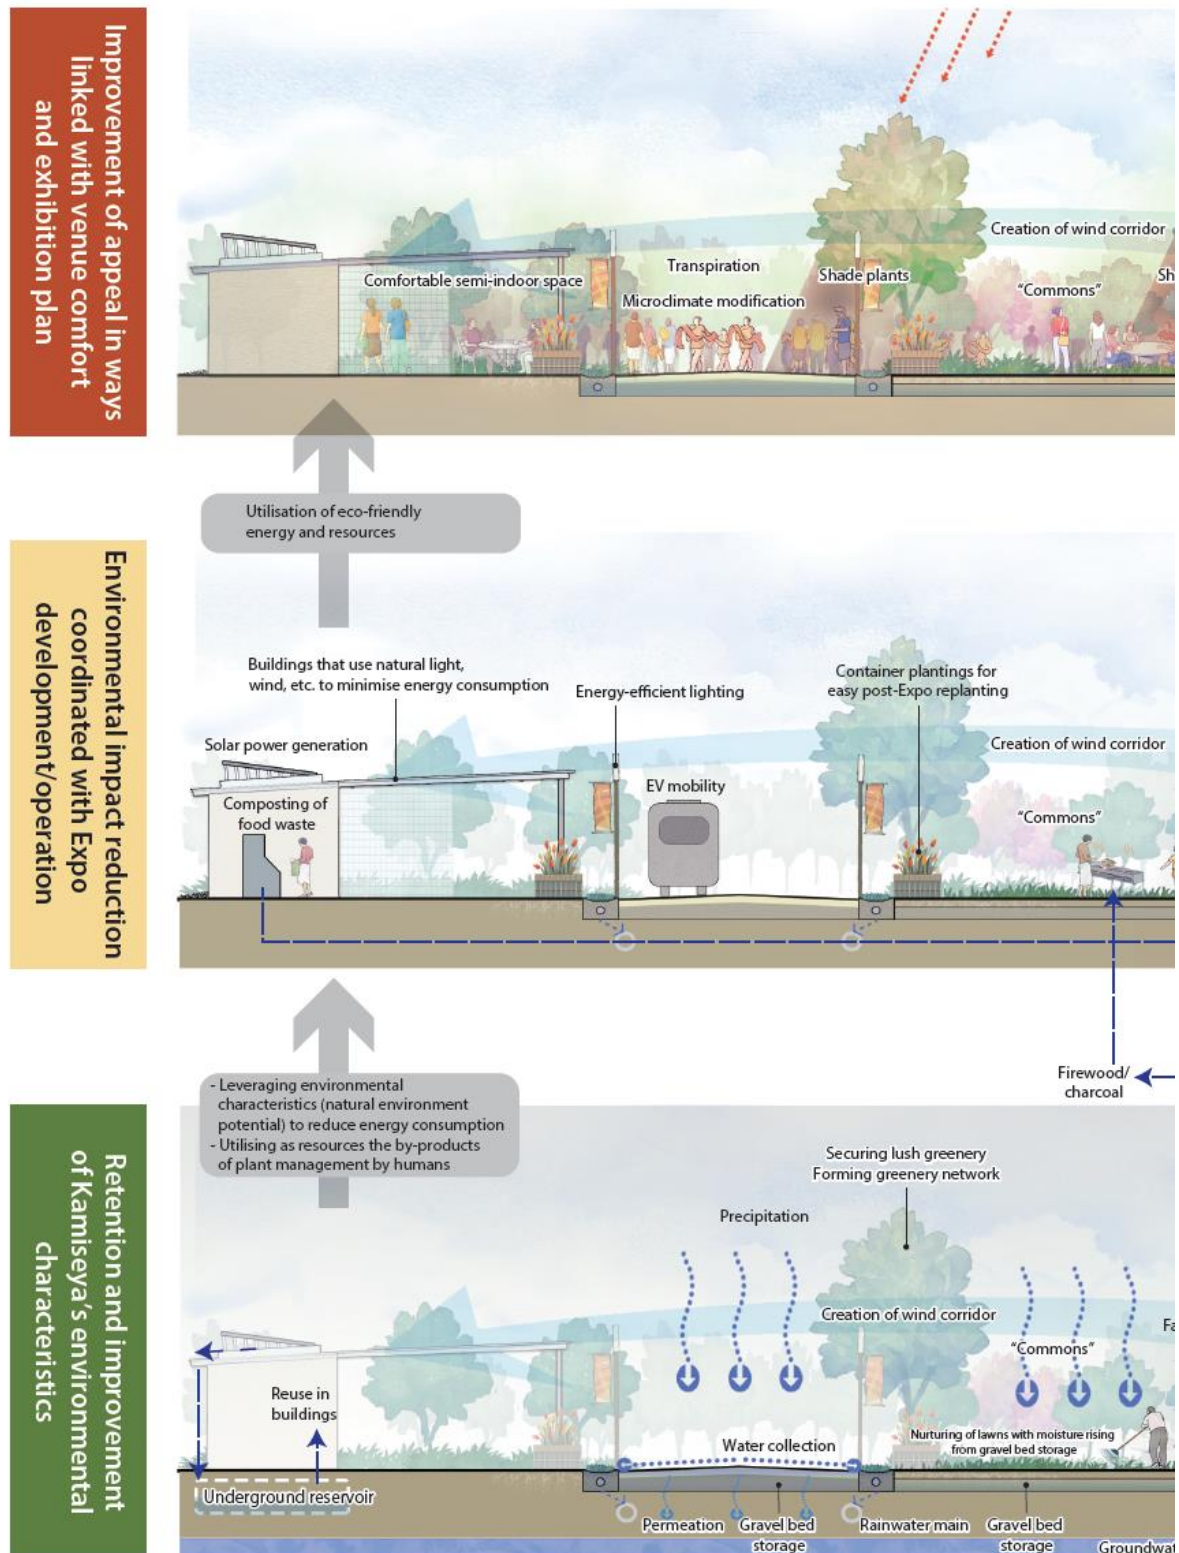 Improvement of appeal in ways
linked with venue comfort
and exhibition plan
Creation of wind corridor
Transpiration
Comfortable semi-indoor space
Shade plants
"Commons"
Microclimate modification
Utilisation of eco-friendly
energy and resources
Environmental impact reduction
coordinated with Expo
development/operation
Buildings that use natural light,
wind, etc. to minimise energy consumption
Energy-efficient lighting
Container plantings for
easy post-Expo replanting
Solar power generation
Creation of wind corridor
Composting of
food waste
EV mobility
"Commons"
Firewood/
charcoal
- Leveraging environmental
characteristics (natural environment
potential) to reduce energy consumption
- Utilising as resources the by-products
of plant management by humans
Retention and improvement
of Kamiseya's environmental
characteristics
Securing lush greenery
Forming greenery network
Precipitation
Creation of wind corridor
"Commons"
Reuse in
buildings
Water collection
Nurturing of lawns with moisture rising
from gravel bed storage
Underground reservoir
Permeation
Gravel bed
storage
Rainwater main
Gravel bed
storage